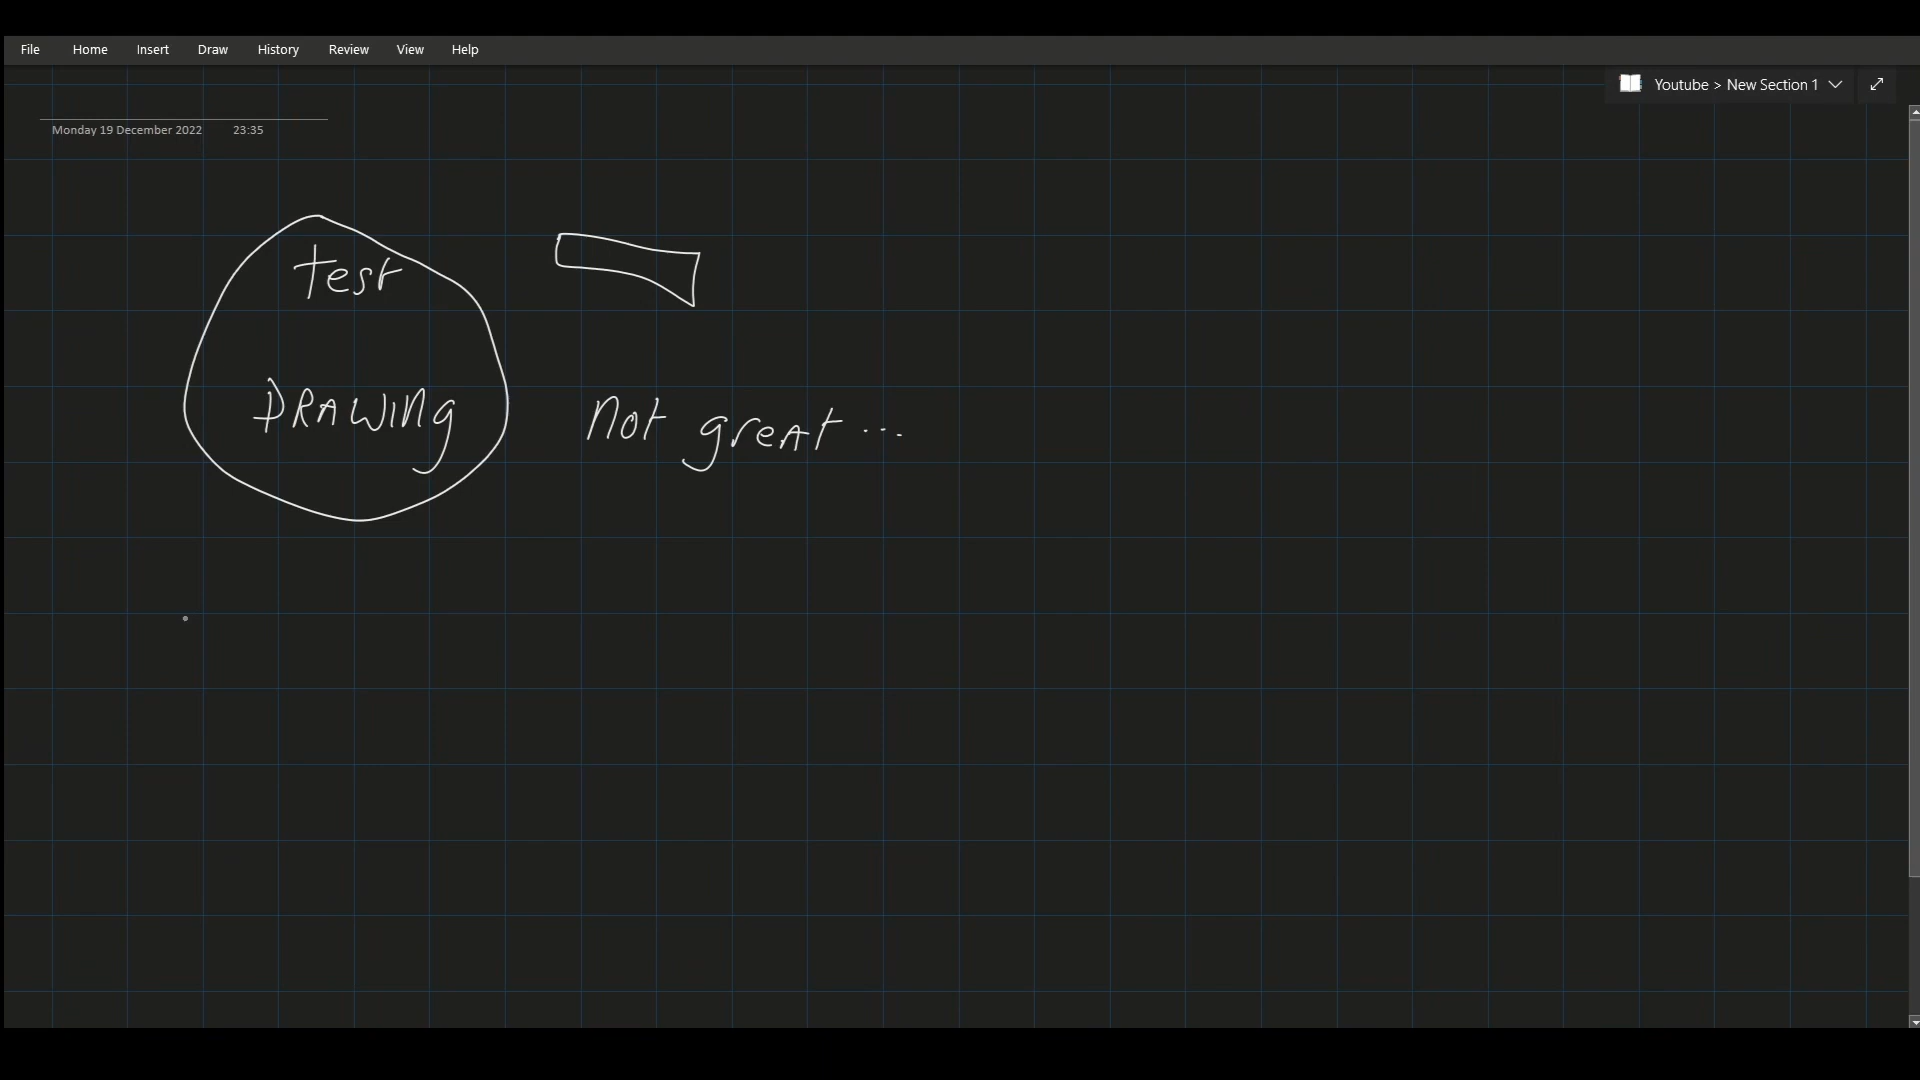 File Home Insert Draw History Review View Help
Youtube > New Section 1
Monday 19 December 2022 23:35
Test
DRAWINg
Not greAt ...